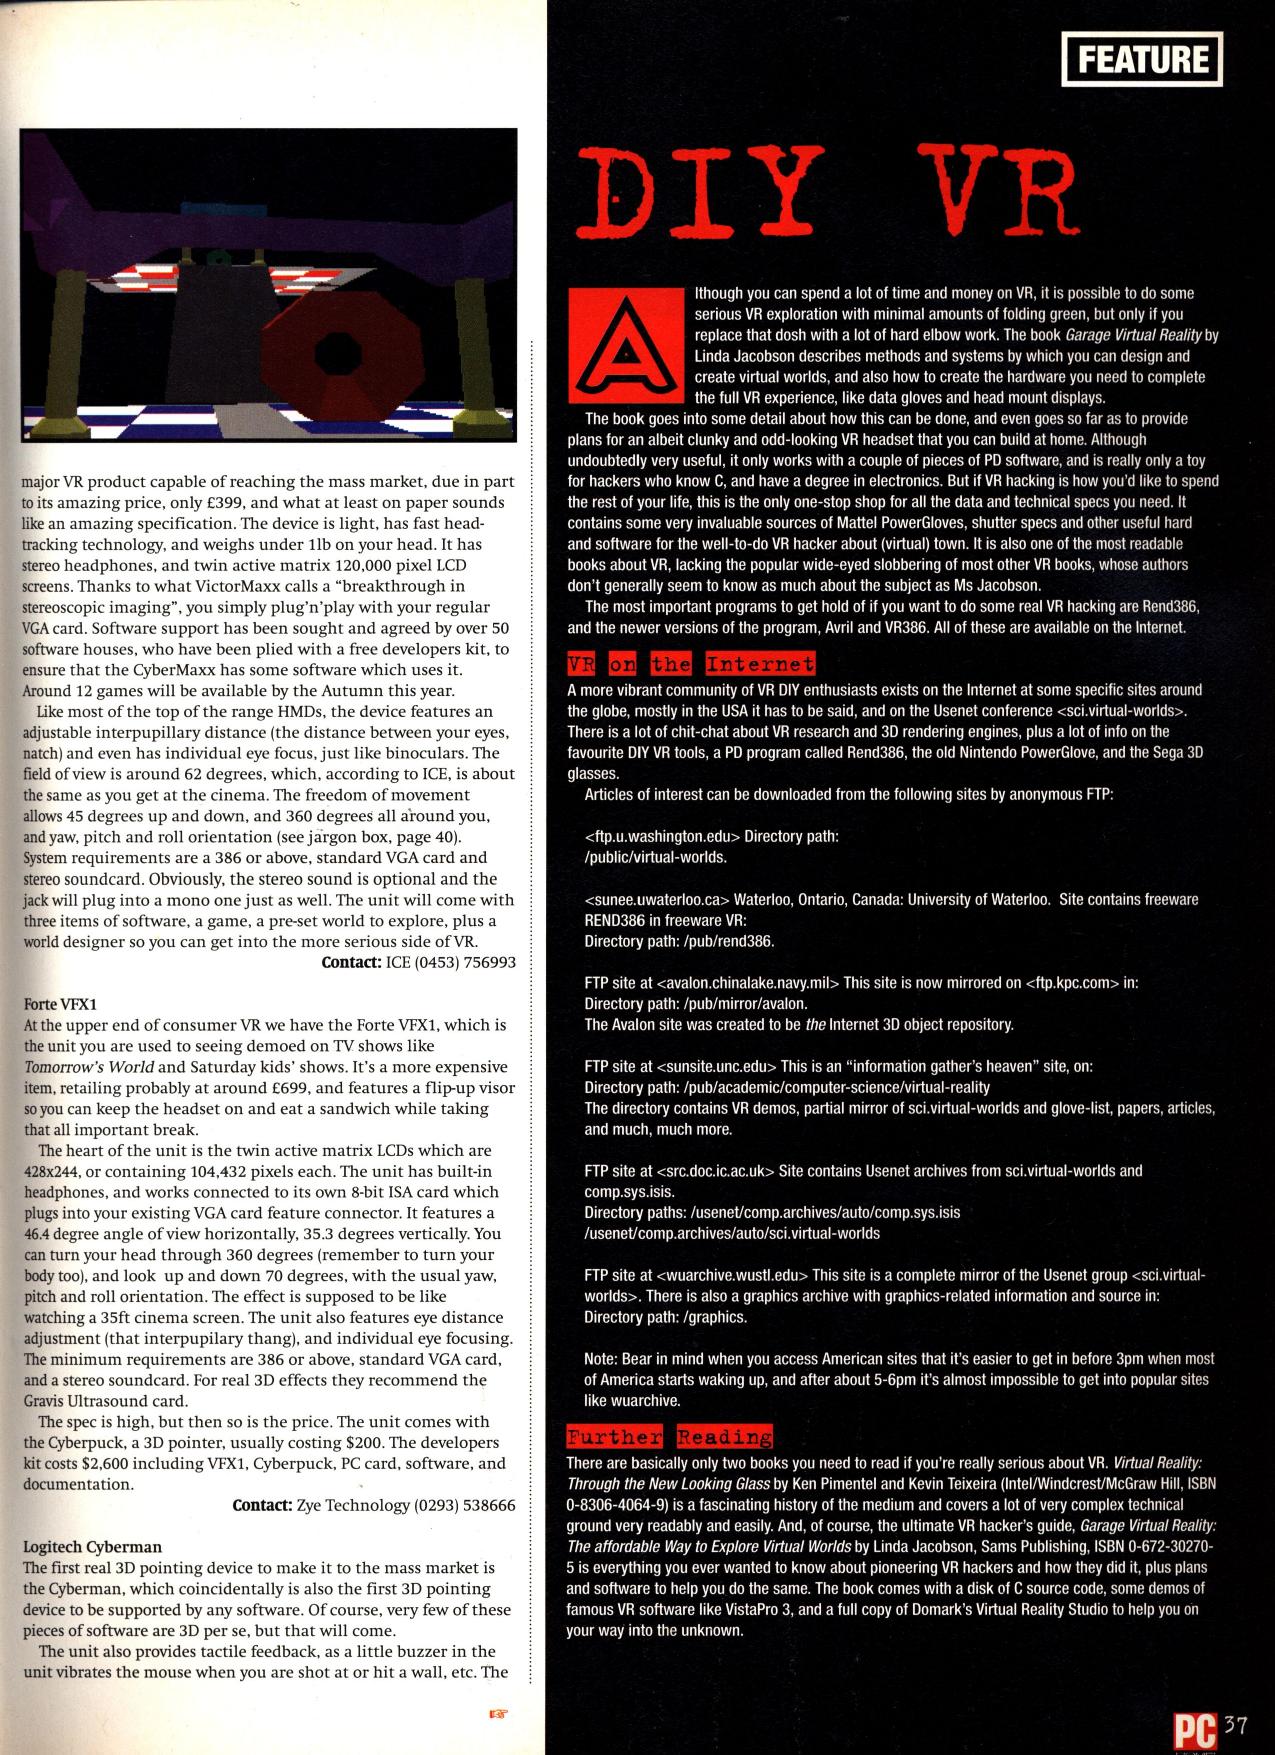 major VR product capable of reaching the mass market, due in part
to its amazing price, only £399, and what at least on paper sounds
like an amazing specification. The device is light, has fast head-
tracking technology, and weighs under 1lb on your head. It has
stereo headphones, and twin active matrix 120,000 pixel LCD
screens. Thanks to what VictorMaxx calls a "breakthrough in
stereoscopic imaging", you simply plug'n'play with your regular
VGA card. Software support has been sought and agreed by over 50
software houses, who have been plied with a free developers kit, to
ensure that the CyberMaxx has some software which uses it.
Around 12 games will be available by the Autumn this year.
Like most of the top of the range HMDs, the device features an
adjustable interpupillary distance (the distance between your eyes,
natch) and even has individual eye focus, just like binoculars. The
field of view is around 62 degrees, which, according to ICE, is about
the same as you get at the cinema. The freedom of movement
allows 45 degrees up and down, and 360 degrees all around you,
and yaw, pitch and roll orientation (see jargon box, page 40).
System requirements are a 386 or above, standard VGA card and
stereo soundcard. Obviously, the stereo sound is optional and the
jack will plug into a mono one just as well. The unit will come with
three items of software, a game, a pre-set world to explore, plus a
world designer so you can get into the more serious side of VR.
Contact: ICE (0453) 756993
Forte VFX1
At the upper end of consumer VR we have the Forte VFX1, which is
the unit you are used to seeing demoed on TV shows like
Tomorrow's World and Saturday kids' shows. It's a more expensive
item, retailing probably at around £699, and features a flip-up visor
so you can keep the headset on and eat a sandwich while taking
that all important break.
The heart of the unit is the twin active matrix LCDs which are
428x244, or containing 104,432 pixels each. The unit has built-in
headphones, and works connected to its own 8-bit ISA card which
plugs into your existing VGA card feature connector. It features a
46.4 degree angle of view horizontally, 35.3 degrees vertically. You
can turn your head through 360 degrees (remember to turn your
body too), and look up and down 70 degrees, with the usual yaw,
pitch and roll orientation. The effect is supposed to be like
watching a 35ft cinema screen. The unit also features eye distance
adjustment (that interpupilary thang), and individual eye focusing.
The minimum requirements are 386 or above, standard VGA card,
and a stereo soundcard. For real 3D effects they recommend the
Gravis Ultrasound card.
The spec is high, but then so is the price. The unit comes with
the Cyberpuck, a 3D pointer, usually costing $200. The developers
kit costs $2,600 including VFX1, Cyberpuck, PC card, software, and
documentation.
Contact: Zye Technology (0293) 538666
Logitech Cyberman
The first real 3D pointing device to make it to the mass market is
the Cyberman, which coincidentally is also the first 3D pointing
device to be supported by any software. Of course, very few of these
pieces of software are 3D per se, but that will come.
The unit also provides tactile feedback, as a little buzzer in the
unit vibrates the mouse when you are shot at or hit a wall, etc. The
FEATURE
DIY VR
Although you can spend a lot of time and money on VR, it is possible to do some
serious VR exploration with minimal amounts of folding green, but only if you
replace that dosh with a lot of hard elbow work. The book Garage Virtual Reality by
Linda Jacobson describes methods and systems by which you can design and
create virtual worlds, and also how to create the hardware you need to complete
the full VR experience, like data gloves and head mount displays.
The book goes into some detail about how this can be done, and even goes so far as to provide
plans for an albeit clunky and odd-looking VR headset that you can build at home. Although
undoubtedly very useful, it only works with a couple of pieces of PD software, and is really only a toy
for hackers who know C, and have a degree in electronics. But if VR hacking is how you'd like to spend
the rest of your life, this is the only one-stop shop for all the data and technical specs you need. It
contains some very invaluable sources of Mattel PowerGloves, shutter specs and other useful hard
and software for the well-to-do VR hacker about (virtual) town. It is also one of the most readable
books about VR, lacking the popular wide-eyed slobbering of most other VR books, whose authors
don't generally seem to know as much about the subject as Ms Jacobson.
The most important programs to get hold of if you want to do some real VR hacking are Rend386,
and the newer versions of the program, Avril and VR386. All of these are available on the Internet.
VR on the Internet
A more vibrant community of VR DIY enthusiasts exists on the Internet at some specific sites around
the globe, mostly in the USA it has to be said, and on the Usenet conference <sci.virtual-worlds>.
There is a lot of chit-chat about VR research and 3D rendering engines, plus a lot of info on the
favourite DIY VR tools, a PD program called Rend386, the old Nintendo PowerGlove, and the Sega 3D
glasses.
Articles of interest can be downloaded from the following sites by anonymous FTP:
<ftp.u.washington.edu> Directory path:
/public/virtual-worlds.
<sunee.uwaterloo.ca> Waterloo, Ontario, Canada: University of Waterloo. Site contains freeware
REND386 in freeware VR:
Directory path: /pub/rend386.
FTP site at <avalon.chinalake.navy.mil> This site is now mirrored on <ftp.kpc.com> in:
Directory path: /pub/mirror/avalon.
The Avalon site was created to be the Internet 3D object repository.
FTP site at <sunsite.unc.edu> This is an "information gather's heaven" site, on:
Directory path: /pub/academic/computer-science/virtual-reality
The directory contains VR demos, partial mirror of sci.virtual-worlds and glove-list, papers, articles,
and much, much more.
FTP site at <src.doc.ic.ac.uk> Site contains Usenet archives from sci.virtual-worlds and
comp.sys.isis.
Directory paths: /usenet/comp.archives/auto/comp.sys.isis
/usenet/comp.archives/auto/sci.virtual-worlds
FTP site at <wuarchive.wustl.edu> This site is a complete mirror of the Usenet group <sci.virtual-
worlds>. There is also a graphics archive with graphics-related information and source in:
Directory path: /graphics.
Note: Bear in mind when you access American sites that it's easier to get in before 3pm when most
of America starts waking up, and after about 5-6pm it's almost impossible to get into popular sites
like wuarchive.
Further Reading
There are basically only two books you need to read if you're really serious about VR. Virtual Reality:
Through the New Looking Glass by Ken Pimentel and Kevin Teixeira (Intel/Windcrest/McGraw Hill, ISBN
0-8306-4064-9) is a fascinating history of the medium and covers a lot of very complex technical
ground very readably and easily. And, of course, the ultimate VR hacker's guide, Garage Virtual Reality:
The affordable Way to Explore Virtual Worlds by Linda Jacobson, Sams Publishing, ISBN 0-672-30270-
5 is everything you ever wanted to know about pioneering VR hackers and how they did it, plus plans
and software to help you do the same. The book comes with a disk of C source code, some demos of
famous VR software like VistaPro 3, and a full copy of Domark's Virtual Reality Studio to help you on
your way into the unknown.
PC 37